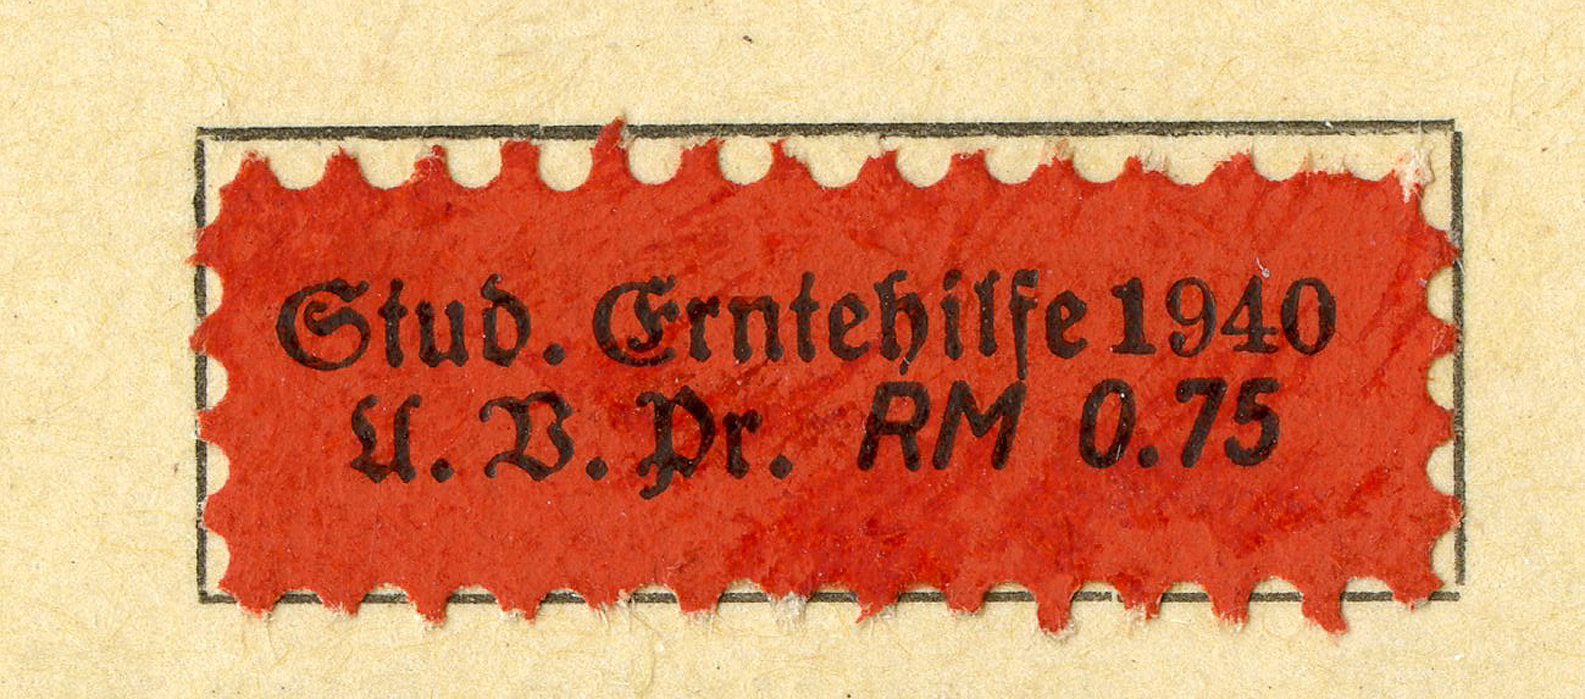 Stud. Erntehilfe 1940
U. V. Pr. RM 0.75